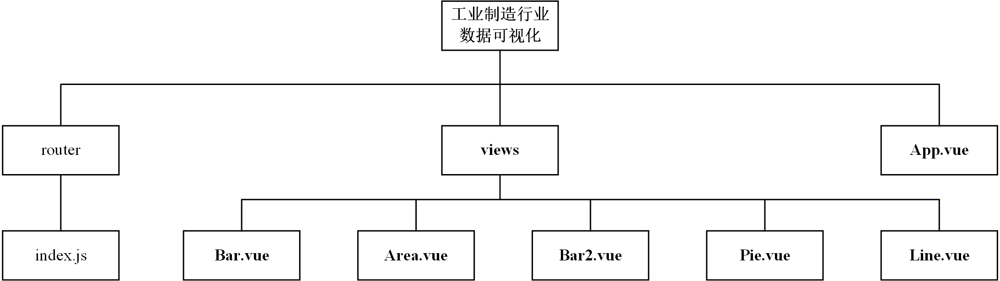 工业制造行业
数据可视化
router
views
App.vue
index.js
Bar.vue
Area.vue
Bar2.vue
Pie.vue
Line.vue